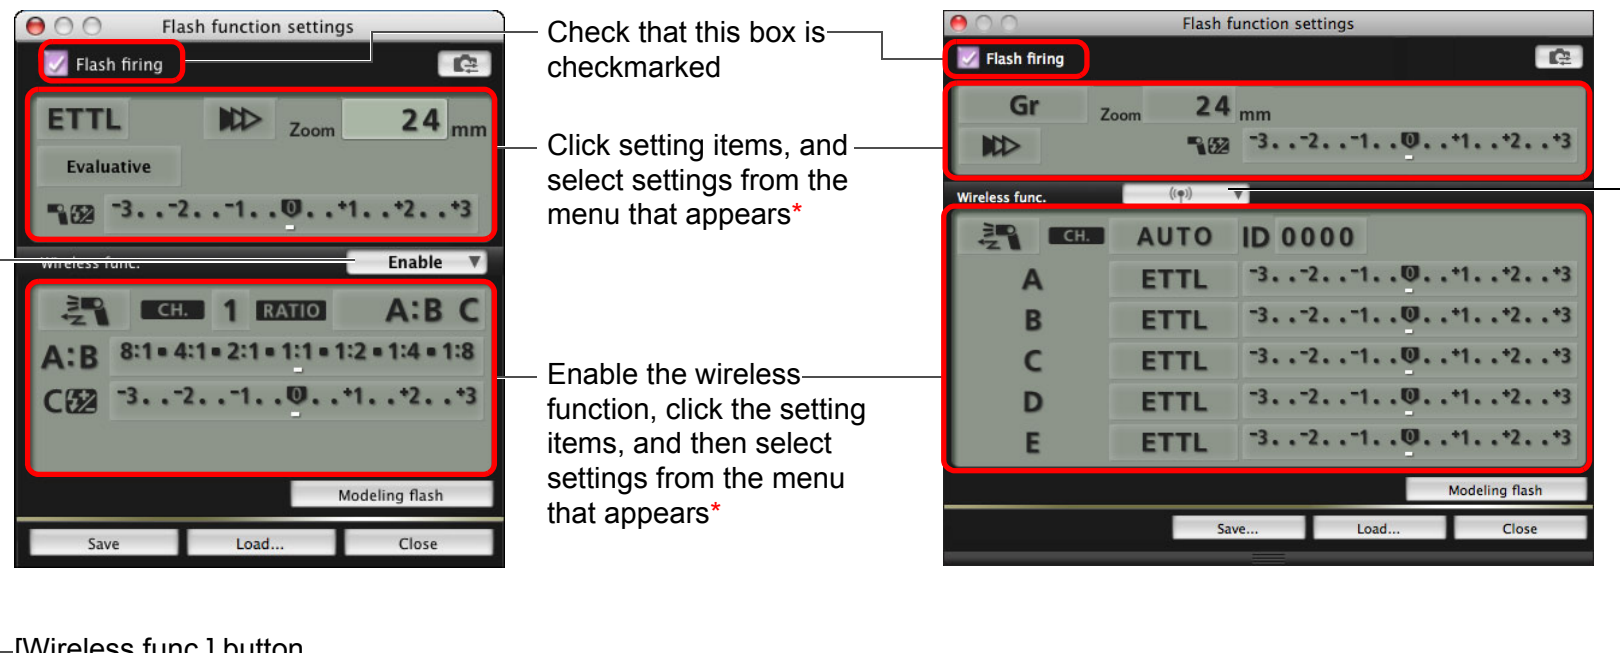 Flash function settings
Flash firing
ETTL
Zoom 24 mm
Evaluative
-3. .-2. .-1. .0. .+1. .+2. .+3
Wireless func. Enable
CH. 1 RATIO A:B C
A:B 8:1 4:1 2:1 1:1 1:2 1:4 1:8
C -3. .-2. .-1. .0. .+1. .+2. .+3
Modeling flash
Save Load... Close
Check that this box is
checkmarked
Click setting items, and
select settings from the
menu that appears*
Enable the wireless
function, click the setting
items, and then select
settings from the menu
that appears*
Flash function settings
Flash firing
Gr Zoom 24 mm
-3. .-2. .-1. .0. .+1. .+2. .+3
Wireless func.
CH. AUTO ID 0000
A ETTL -3. .-2. .-1. .0. .+1. .+2. .+3
B ETTL -3. .-2. .-1. .0. .+1. .+2. .+3
C ETTL -3. .-2. .-1. .0. .+1. .+2. .+3
D ETTL -3. .-2. .-1. .0. .+1. .+2. .+3
E ETTL -3. .-2. .-1. .0. .+1. .+2. .+3
Modeling flash
Save... Load... Close
[Wireless func.] button